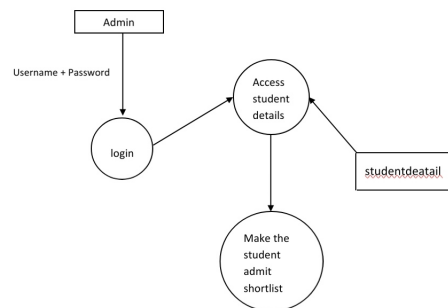 Admin
Username + Password
Access
student
details
login
studentdeatail
Make the
student
admit
shortlist